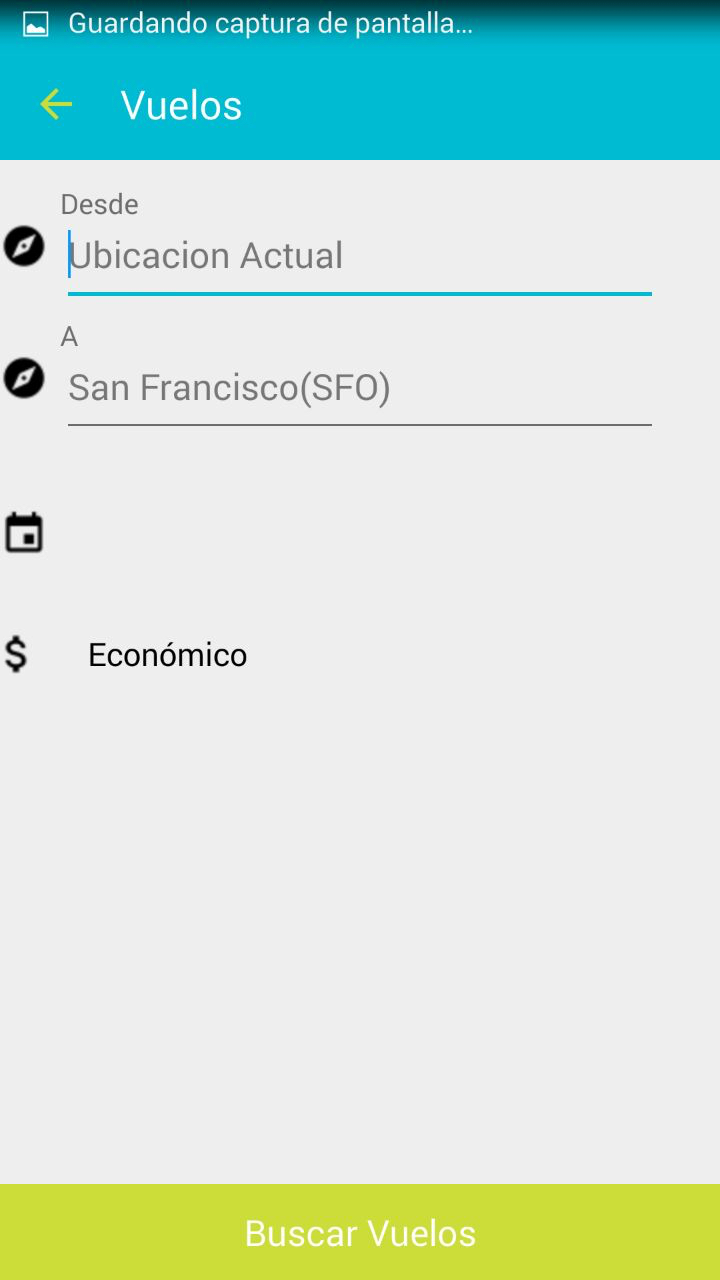 Guardando captura de pantalla...
Vuelos
Desde
Ubicacion Actual
A
San Francisco(SFO)
$ Económico
Buscar Vuelos